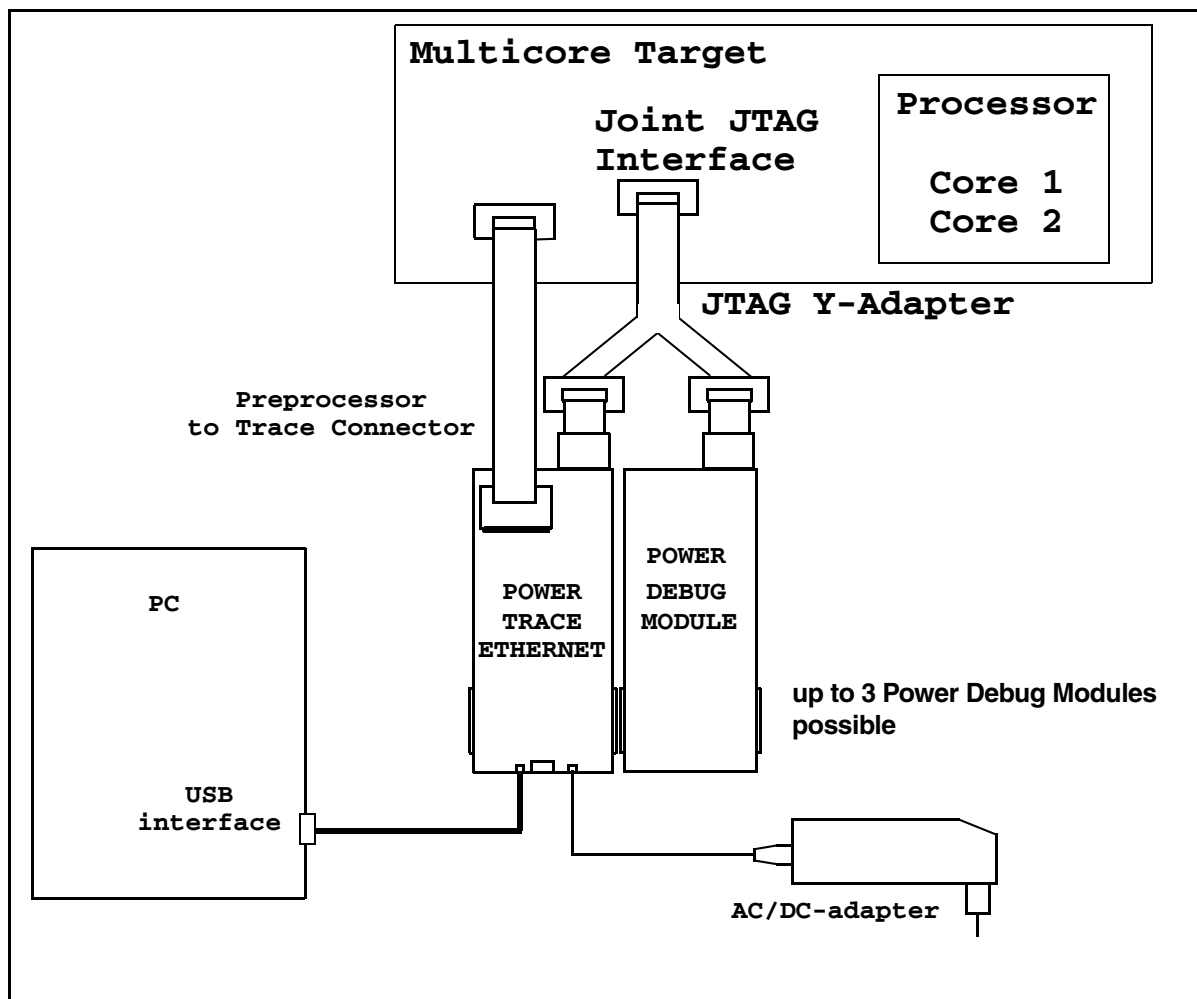 Multicore Target
Processor
Joint JTAG
Interface
Core 1
Core 2
JTAG Y-Adapter
Preprocessor
to Trace Connector
POWER
TRACE
ETHERNET
POWER
DEBUG
MODULE
PC
up to 3 Power Debug Modules
possible
USB
interface
AC/DC-adapter